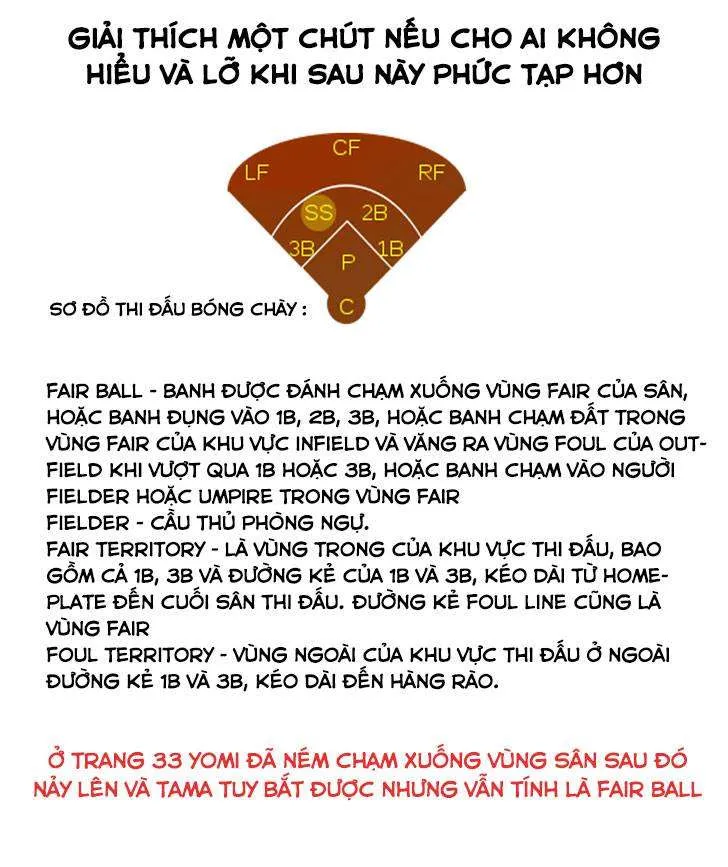 GIẢI THÍCH MỘT CHÚT NẾU CHO AI KHÔNG
HIỂU VÀ LỠ KHI SAU NÀY PHỨC TẠP HƠN
CF
LF
RF
SS
2B
3B
1B
P
C
SƠ ĐỒ THI ĐẤU BÓNG CHÀY :
FAIR BALL - BANH ĐƯỢC ĐÁNH CHẠM XUỐNG VÙNG FAIR CỦA SÂN,
HOẶC BANH ĐỤNG VÀO 1B, 2B, 3B, HOẶC BANH CHẠM ĐẤT TRONG
VÙNG FAIR CỦA KHU VỰC INFIELD VÀ VĂNG RA VÙNG FOUL CỦA OUT-
FIELD KHI VƯỢT QUA 1B HOẶC 3B, HOẶC BANH CHẠM VÀO NGƯỜI
FIELDER HOẶC UMPIRE TRONG VÙNG FAIR
FIELDER - CẦU THỦ PHÒNG NGỰ.
FAIR TERRITORY - LÀ VÙNG TRONG CỦA KHU VỰC THI ĐẤU, BAO
GỒM CẢ 1B, 3B VÀ ĐƯỜNG KẺ CỦA 1B VÀ 3B, KÉO DÀI TỪ HOME-
PLATE ĐẾN CUỐI SÂN THI ĐẤU. ĐƯỜNG KẺ FOUL LINE CŨNG LÀ
VÙNG FAIR
FOUL TERRITORY - VÙNG NGOÀI CỦA KHU VỰC THI ĐẤU Ở NGOÀI
ĐƯỜNG KẺ 1B VÀ 3B, KÉO DÀI ĐẾN HÀNG RÀO.
Ở TRANG 33 YOMI ĐÃ NÉM CHẠM XUỐNG VÙNG SÂN SAU ĐÓ
NẢY LÊN VÀ TAMA TUY BẮT ĐƯỢC NHƯNG VẪN TÍNH LÀ FAIR BALL